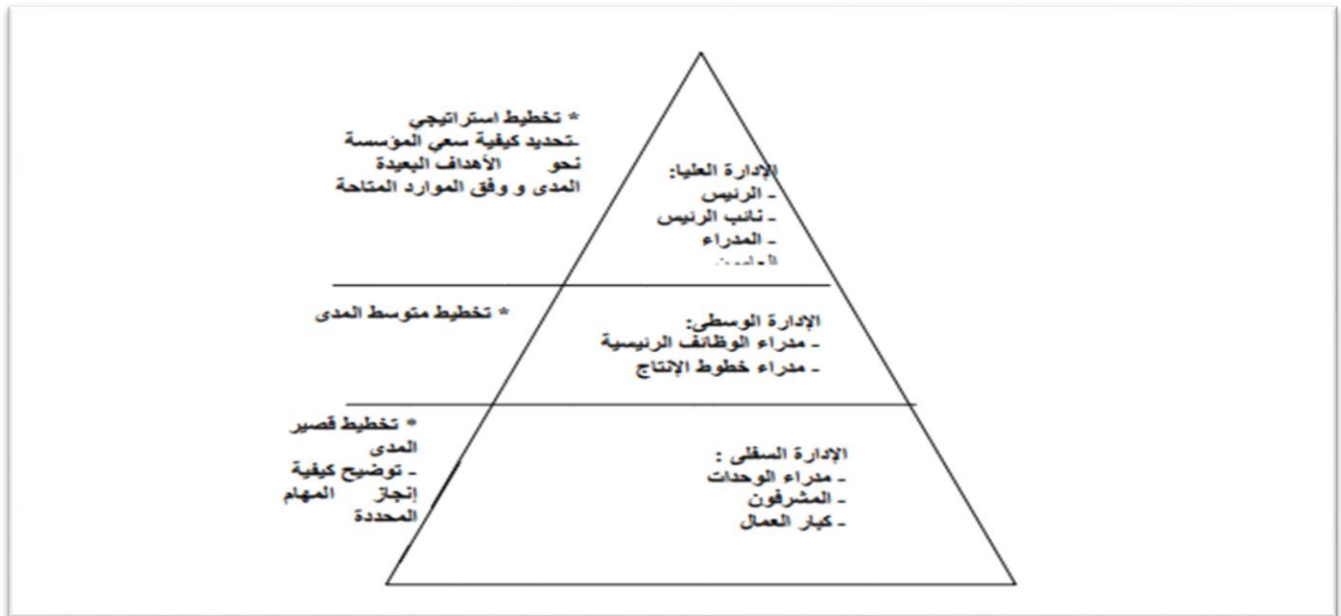 * تخطيط استراتيجي
-تحديد كيفية سعي المؤسسة
نحو الأهداف البعيدة
المدى و وفق الموارد المتاحة
الإدارة العليا:
- الرئيس
- نائب الرئيس
- المدراء
* تخطيط متوسط المدى
الإدارة الوسطى:
- مدراء الوظائف الرئيسية
- مدراء خطوط الإنتاج
* تخطيط قصير
المدى
- توضيح كيفية
إنجاز المهام
المحددة
الإدارة السفلى :
- مدراء الوحدات
- المشرفون
- كبار العمال